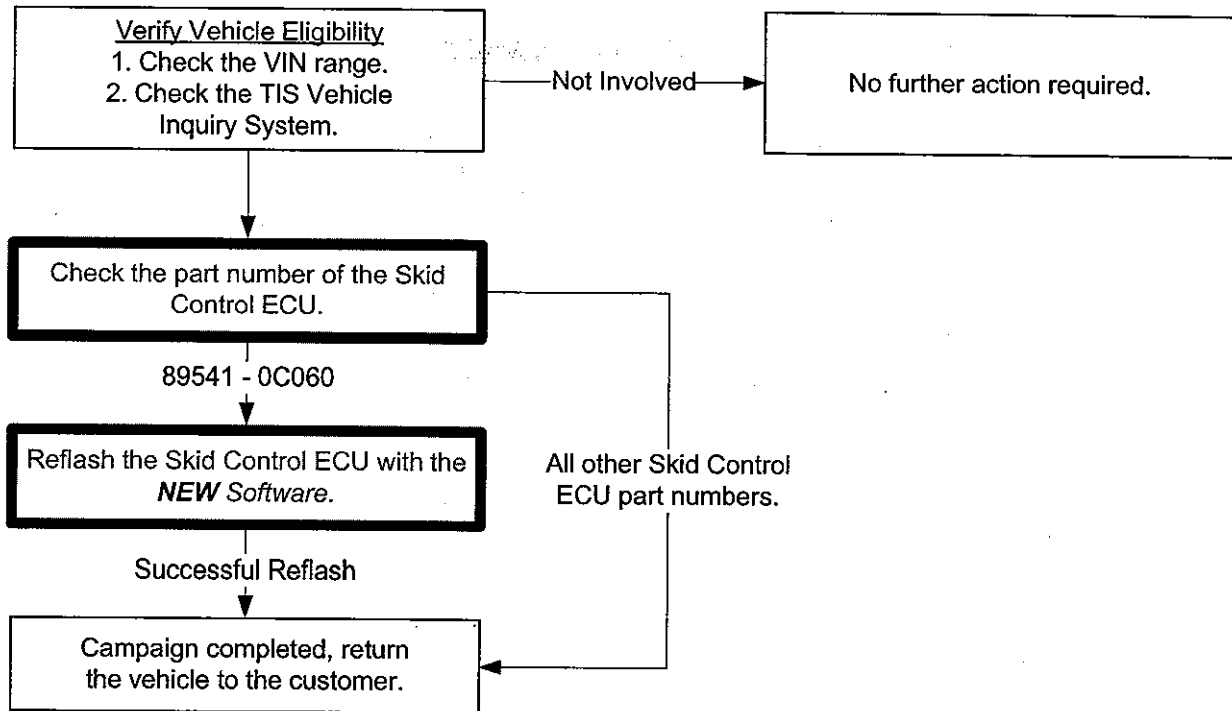 Verify Vehicle Eligibility
1. Check the VIN range.
2. Check the TIS Vehicle
Inquiry System.
Not Involved
No further action required.
Check the part number of the Skid
Control ECU.
89541 - 0C060
Reflash the Skid Control ECU with the
NEW Software.
All other Skid Control
ECU part numbers.
Successful Reflash
Campaign completed, return
the vehicle to the customer.